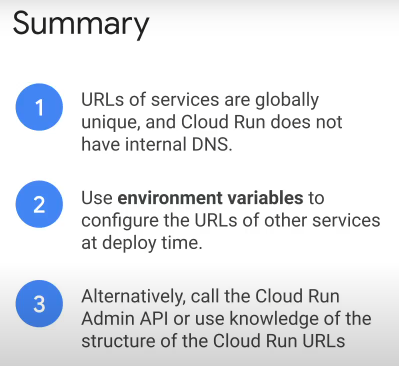 Summary
1
URLs of services are globally
unique, and Cloud Run does not
have internal DNS.
2
Use environment variables to
configure the URLs of other services
at deploy time.
3
Alternatively, call the Cloud Run
Admin API or use knowledge of the
structure of the Cloud Run URLs